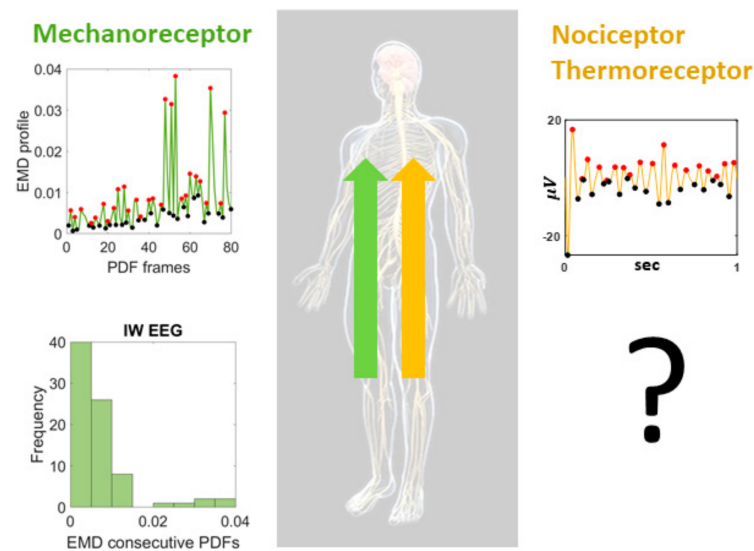 Mechanoreceptor
0.04
0.03
0.02
0.01
0
EMD profile
0 20 40 60 80
PDF frames
IW EEG
40
30
20
10
0
Frequency
0 0.02 0.04
EMD consecutive PDFs
Nociceptor
Thermoreceptor
20
-20
μV
0 sec 1
?